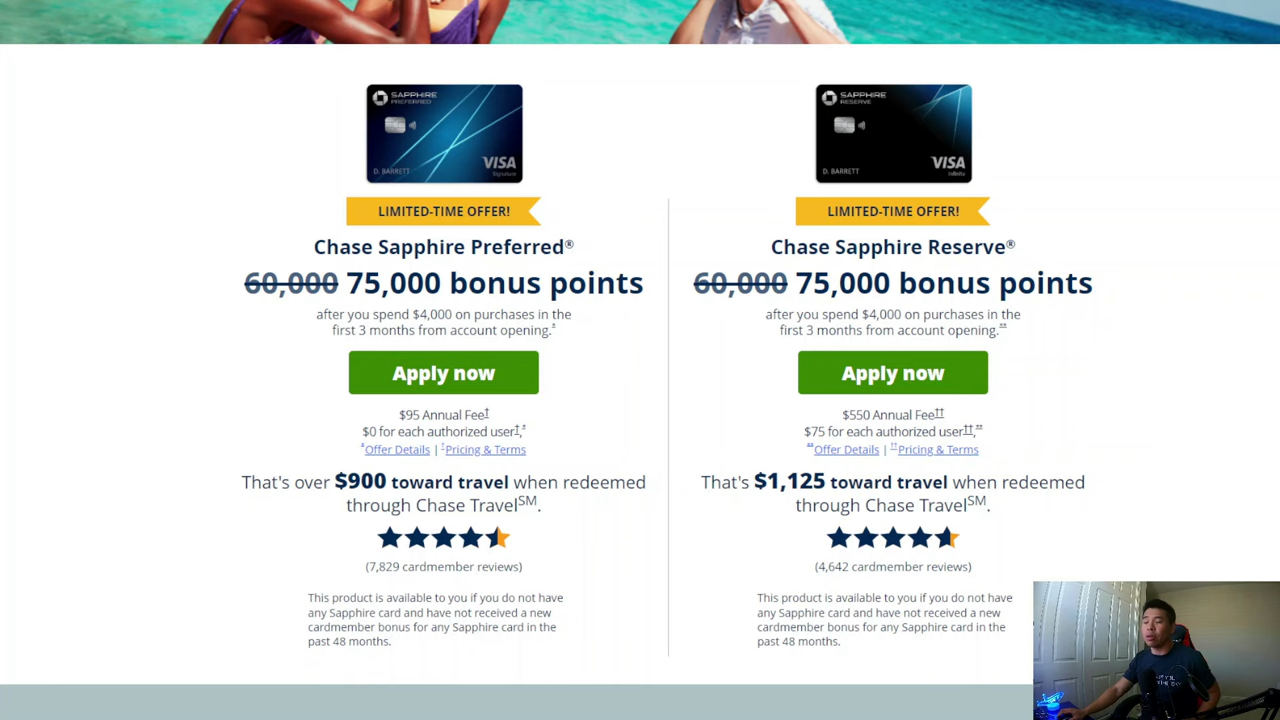 SAPPHIRE
PREFERRED
VISA
Signature
D. BARRETT
LIMITED-TIME OFFER!
Chase Sapphire Preferred®
60,000 75,000 bonus points
after you spend $4,000 on purchases in the
first 3 months from account opening.*
Apply now
$95 Annual Fee†
$0 for each authorized user†,*
*Offer Details | †Pricing & Terms
That's over $900 toward travel when redeemed
through Chase Travel℠.
(7,829 cardmember reviews)
This product is available to you if you do not have
any Sapphire card and have not received a new
cardmember bonus for any Sapphire card in the
past 48 months.
SAPPHIRE
RESERVE
VISA
Infinite
D. BARRETT
LIMITED-TIME OFFER!
Chase Sapphire Reserve®
60,000 75,000 bonus points
after you spend $4,000 on purchases in the
first 3 months from account opening.**
Apply now
$550 Annual Fee††
$75 for each authorized user††,**
**Offer Details | ††Pricing & Terms
That's $1,125 toward travel when redeemed
through Chase Travel℠.
(4,642 cardmember reviews)
This product is available to you if you do not have
any Sapphire card and have not received a new
cardmember bonus for any Sapphire card in the
past 48 months.